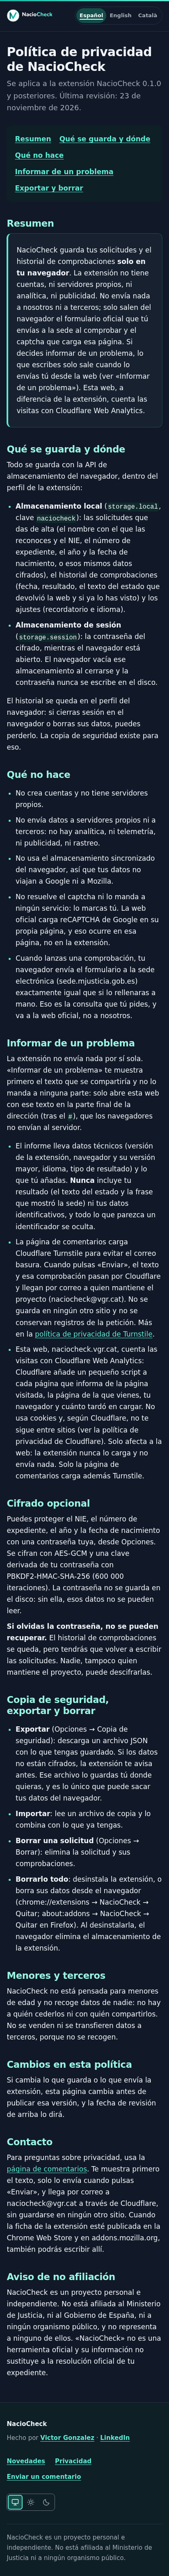 NacioCheck
Español English Català
Política de privacidad
de NacioCheck
Se aplica a la extensión NacioCheck 0.1.0
y posteriores. Última revisión: 23 de
noviembre de 2026.
Resumen Qué se guarda y dónde
Qué no hace
Informar de un problema
Exportar y borrar
Resumen
NacioCheck guarda tus solicitudes y el
historial de comprobaciones solo en
tu navegador. La extensión no tiene
cuentas, ni servidores propios, ni
analítica, ni publicidad. No envía nada
a nosotros ni a terceros; solo salen del
navegador el formulario oficial que tú
envías a la sede al comprobar y el
captcha que carga esa página. Si
decides informar de un problema, lo
que escribes solo sale cuando lo
envías tú desde la web (ver «Informar
de un problema»). Esta web, a
diferencia de la extensión, cuenta las
visitas con Cloudflare Web Analytics.
Qué se guarda y dónde
Todo se guarda con la API de
almacenamiento del navegador, dentro del
perfil de la extensión:
• Almacenamiento local (storage.local,
clave naciocheck): las solicitudes que
das de alta (el nombre con el que las
reconoces y el NIE, el número de
expediente, el año y la fecha de
nacimiento, o esos mismos datos
cifrados), el historial de comprobaciones
(fecha, resultado, el texto del estado que
devolvió la web y si ya lo has visto) y los
ajustes (recordatorio e idioma).
• Almacenamiento de sesión
(storage.session): la contraseña del
cifrado, mientras el navegador está
abierto. El navegador vacía ese
almacenamiento al cerrarse y la
contraseña nunca se escribe en el disco.
El historial se queda en el perfil del
navegador: si cierras sesión en el
navegador o borras sus datos, puedes
perderlo. La copia de seguridad existe para
eso.
Qué no hace
• No crea cuentas y no tiene servidores
propios.
• No envía datos a servidores propios ni a
terceros: no hay analítica, ni telemetría,
ni publicidad, ni rastreo.
• No usa el almacenamiento sincronizado
del navegador, así que tus datos no
viajan a Google ni a Mozilla.
• No resuelve el captcha ni lo manda a
ningún servicio: lo marcas tú. La web
oficial carga reCAPTCHA de Google en su
propia página, y eso ocurre en esa
página, no en la extensión.
• Cuando lanzas una comprobación, tu
navegador envía el formulario a la sede
electrónica (sede.mjusticia.gob.es)
exactamente igual que si lo rellenaras a
mano. Eso es la consulta que tú pides, y
va a la web oficial, no a nosotros.
Informar de un problema
La extensión no envía nada por sí sola.
«Informar de un problema» te muestra
primero el texto que se compartiría y no lo
manda a ninguna parte: solo abre esta web
con ese texto en la parte final de la
dirección (tras el #), que los navegadores
no envían al servidor.
• El informe lleva datos técnicos (versión
de la extensión, navegador y su versión
mayor, idioma, tipo de resultado) y lo
que tú añadas. Nunca incluye tu
resultado (el texto del estado y la frase
que mostró la sede) ni tus datos
identificativos, y todo lo que parezca un
identificador se oculta.
• La página de comentarios carga
Cloudflare Turnstile para evitar el correo
basura. Cuando pulsas «Enviar», el texto
y esa comprobación pasan por Cloudflare
y llegan por correo a quien mantiene el
proyecto (naciocheck@vgr.cat). No se
guarda en ningún otro sitio y no se
siguen registros de la petición. Más
en la política de privacidad de Turnstile.
• Esta web, naciocheck.vgr.cat, cuenta las
visitas con Cloudflare Web Analytics:
Cloudflare añade un pequeño script a
cada página que informa de la página
visitada, la página de la que vienes, tu
navegador y cuánto tardó en cargar. No
usa cookies y, según Cloudflare, no te
sigue entre sitios (ver la política de
privacidad de Cloudflare). Solo afecta a la
web: la extensión nunca lo carga y no
envía nada. Solo la página de
comentarios carga además Turnstile.
Cifrado opcional
Puedes proteger el NIE, el número de
expediente, el año y la fecha de nacimiento
con una contraseña tuya, desde Opciones.
Se cifran con AES-GCM y una clave
derivada de tu contraseña con
PBKDF2-HMAC-SHA-256 (600 000
iteraciones). La contraseña no se guarda en
el disco: sin ella, esos datos no se pueden
leer.
Si olvidas la contraseña, no se pueden
recuperar. El historial de comprobaciones
se queda, pero tendrás que volver a escribir
las solicitudes. Nadie, tampoco quien
mantiene el proyecto, puede descifrarlas.
Copia de seguridad,
exportar y borrar
• Exportar (Opciones → Copia de
seguridad): descarga un archivo JSON
con lo que tengas guardado. Si los datos
no están cifrados, la extensión te avisa
antes. Ese archivo lo guardas tú donde
quieras, y es lo único que puede sacar
tus datos del navegador.
• Importar: lee un archivo de copia y lo
combina con lo que ya tengas.
• Borrar una solicitud (Opciones →
Borrar): elimina la solicitud y sus
comprobaciones.
• Borrarlo todo: desinstala la extensión, o
borra sus datos desde el navegador
(chrome://extensions → NacioCheck →
Quitar; about:addons → NacioCheck →
Quitar en Firefox). Al desinstalarla, el
navegador elimina el almacenamiento de
la extensión.
Menores y terceros
NacioCheck no está pensada para menores
de edad y no recoge datos de nadie: no hay
a quién cederlos ni con quién compartirlos.
No se venden ni se transfieren datos a
terceros, porque no se recogen.
Cambios en esta política
Si cambia lo que guarda o lo que envía la
extensión, esta página cambia antes de
publicar esa versión, y la fecha de revisión
de arriba lo dirá.
Contacto
Para preguntas sobre privacidad, usa la
página de comentarios. Te muestra primero
el texto, solo lo envía cuando pulsas
«Enviar», y llega por correo a
naciocheck@vgr.cat a través de Cloudflare,
sin guardarse en ningún otro sitio. Cuando
la ficha de la extensión esté publicada en la
Chrome Web Store y en addons.mozilla.org,
también podrás escribir allí.
Aviso de no afiliación
NacioCheck es un proyecto personal e
independiente. No está afiliada al Ministerio
de Justicia, ni al Gobierno de España, ni a
ningún organismo público, y no representa
a ninguno de ellos. «NacioCheck» no es una
herramienta oficial y su información no
sustituye a la resolución oficial de tu
expediente.
NacioCheck
Hecho por Victor Gonzalez · LinkedIn
Novedades Privacidad
Enviar un comentario
NacioCheck es un proyecto personal e
independiente. No está afiliada al Ministerio de
Justicia ni a ningún organismo público.